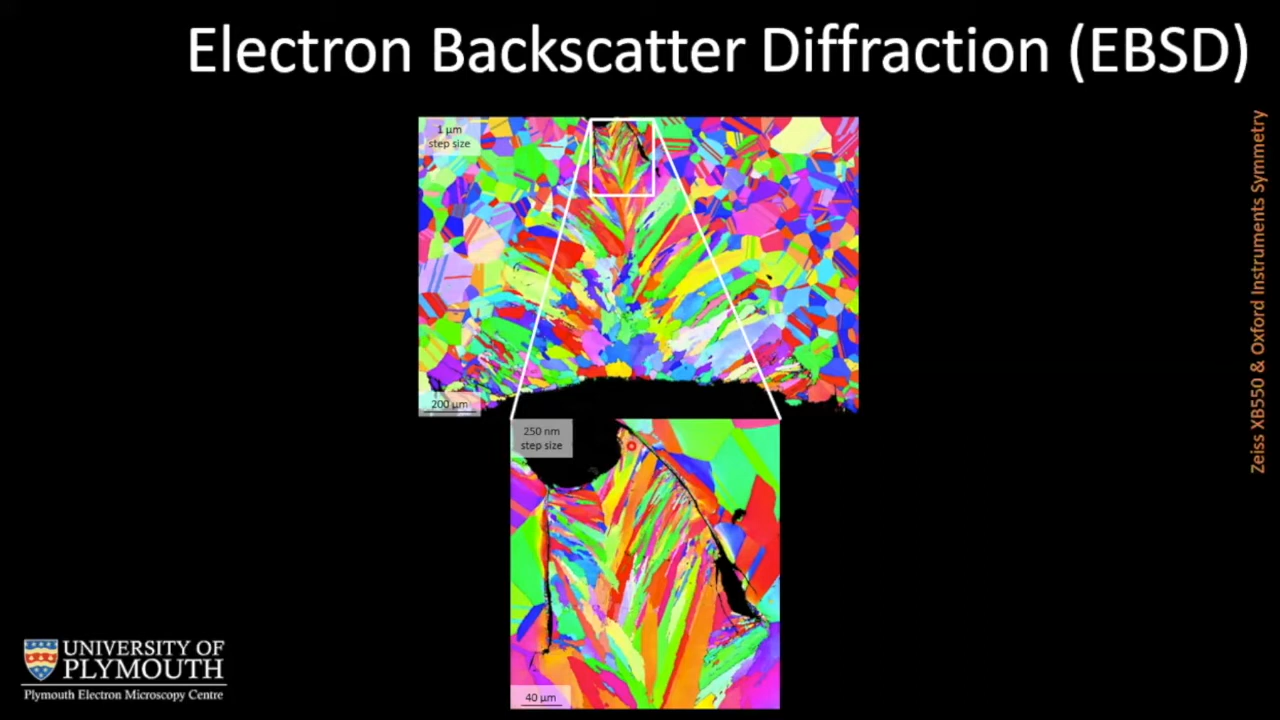 Electron Backscatter Diffraction (EBSD)
1 µm
step size
200 µm
250 nm
step size
40 µm
Zeiss XB550 & Oxford Instruments Symmetry
UNIVERSITY OF
PLYMOUTH
Plymouth Electron Microscopy Centre